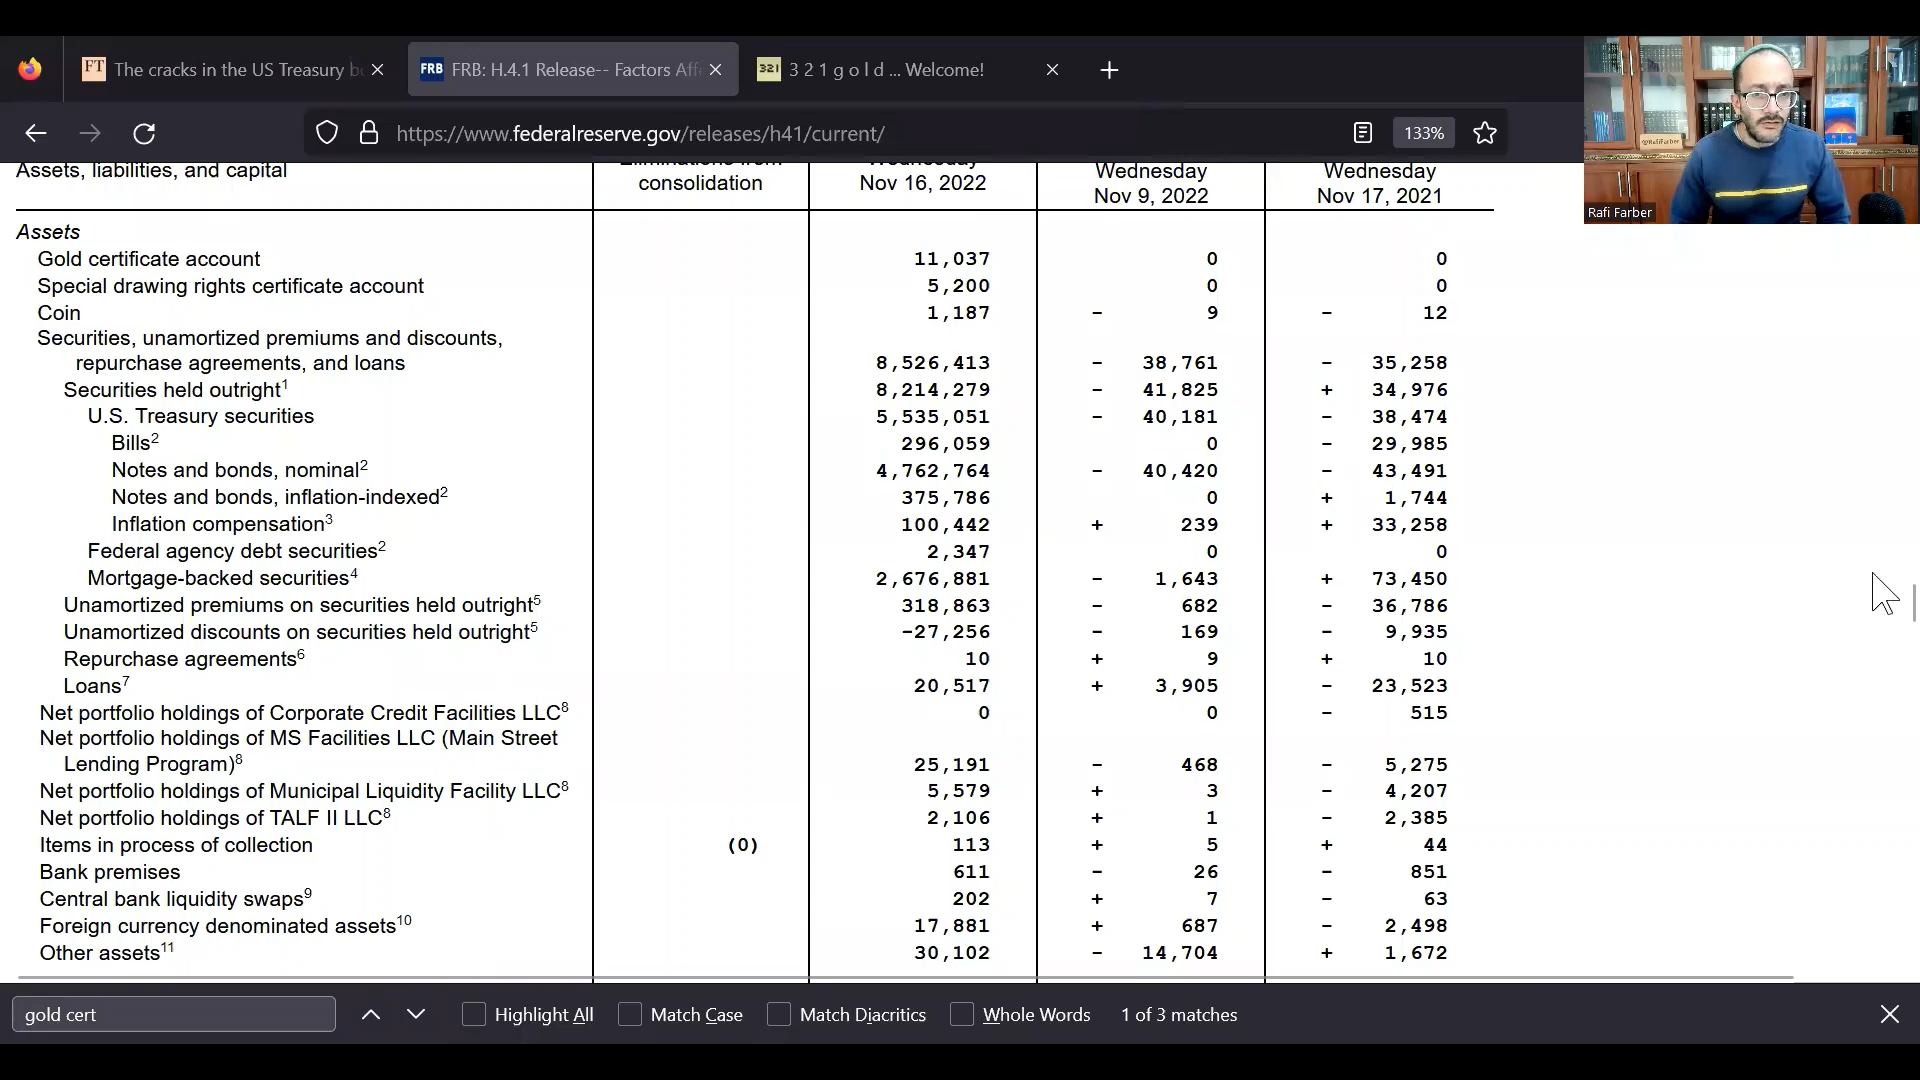 FT The cracks in the US Treasury b
FRB FRB: H.4.1 Release-- Factors Aff
321 3 2 1 g o l d ... Welcome!
https://www.federalreserve.gov/releases/h41/current/
133%
@RafiFarber
Rafi Farber
Assets, liabilities, and capital
Eliminations from consolidation
Wednesday Nov 16, 2022
Wednesday Nov 9, 2022
Wednesday Nov 17, 2021
Assets
Gold certificate account 11,037 0 0
Special drawing rights certificate account 5,200 0 0
Coin 1,187 - 9 - 12
Securities, unamortized premiums and discounts,
repurchase agreements, and loans 8,526,413 - 38,761 - 35,258
Securities held outright1 8,214,279 - 41,825 + 34,976
U.S. Treasury securities 5,535,051 - 40,181 - 38,474
Bills2 296,059 0 - 29,985
Notes and bonds, nominal2 4,762,764 - 40,420 - 43,491
Notes and bonds, inflation-indexed2 375,786 0 + 1,744
Inflation compensation3 100,442 + 239 + 33,258
Federal agency debt securities2 2,347 0 0
Mortgage-backed securities4 2,676,881 - 1,643 + 73,450
Unamortized premiums on securities held outright5 318,863 - 682 - 36,786
Unamortized discounts on securities held outright5 -27,256 - 169 - 9,935
Repurchase agreements6 10 + 9 + 10
Loans7 20,517 + 3,905 - 23,523
Net portfolio holdings of Corporate Credit Facilities LLC8 0 0 - 515
Net portfolio holdings of MS Facilities LLC (Main Street
Lending Program)8 25,191 - 468 - 5,275
Net portfolio holdings of Municipal Liquidity Facility LLC8 5,579 + 3 - 4,207
Net portfolio holdings of TALF II LLC8 2,106 + 1 - 2,385
Items in process of collection (0) 113 + 5 + 44
Bank premises 611 - 26 - 851
Central bank liquidity swaps9 202 + 7 - 63
Foreign currency denominated assets10 17,881 + 687 - 2,498
Other assets11 30,102 - 14,704 + 1,672
gold cert
Highlight All
Match Case
Match Diacritics
Whole Words
1 of 3 matches